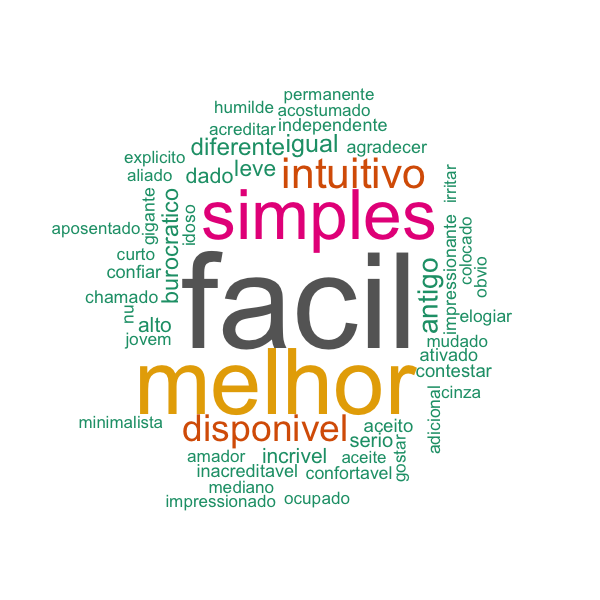 permanente
humilde
acostumado
acreditar
independente
diferente
igual
agradecer
explicito
aliado
dado
leve
intuitivo
irritar
gigante
burocratico
idoso
simples
aposentado
curto
confiar
facil
antigo
impressionante
colocado
obvio
chamado
nu
alto
jovem
elogiar
mudado
ativado
contestar
melhor
cinza
adicional
minimalista
disponivel
aceito
serio
gostar
amador
incrivel
aceite
inacreditavel
confortavel
mediano
impressionado
ocupado